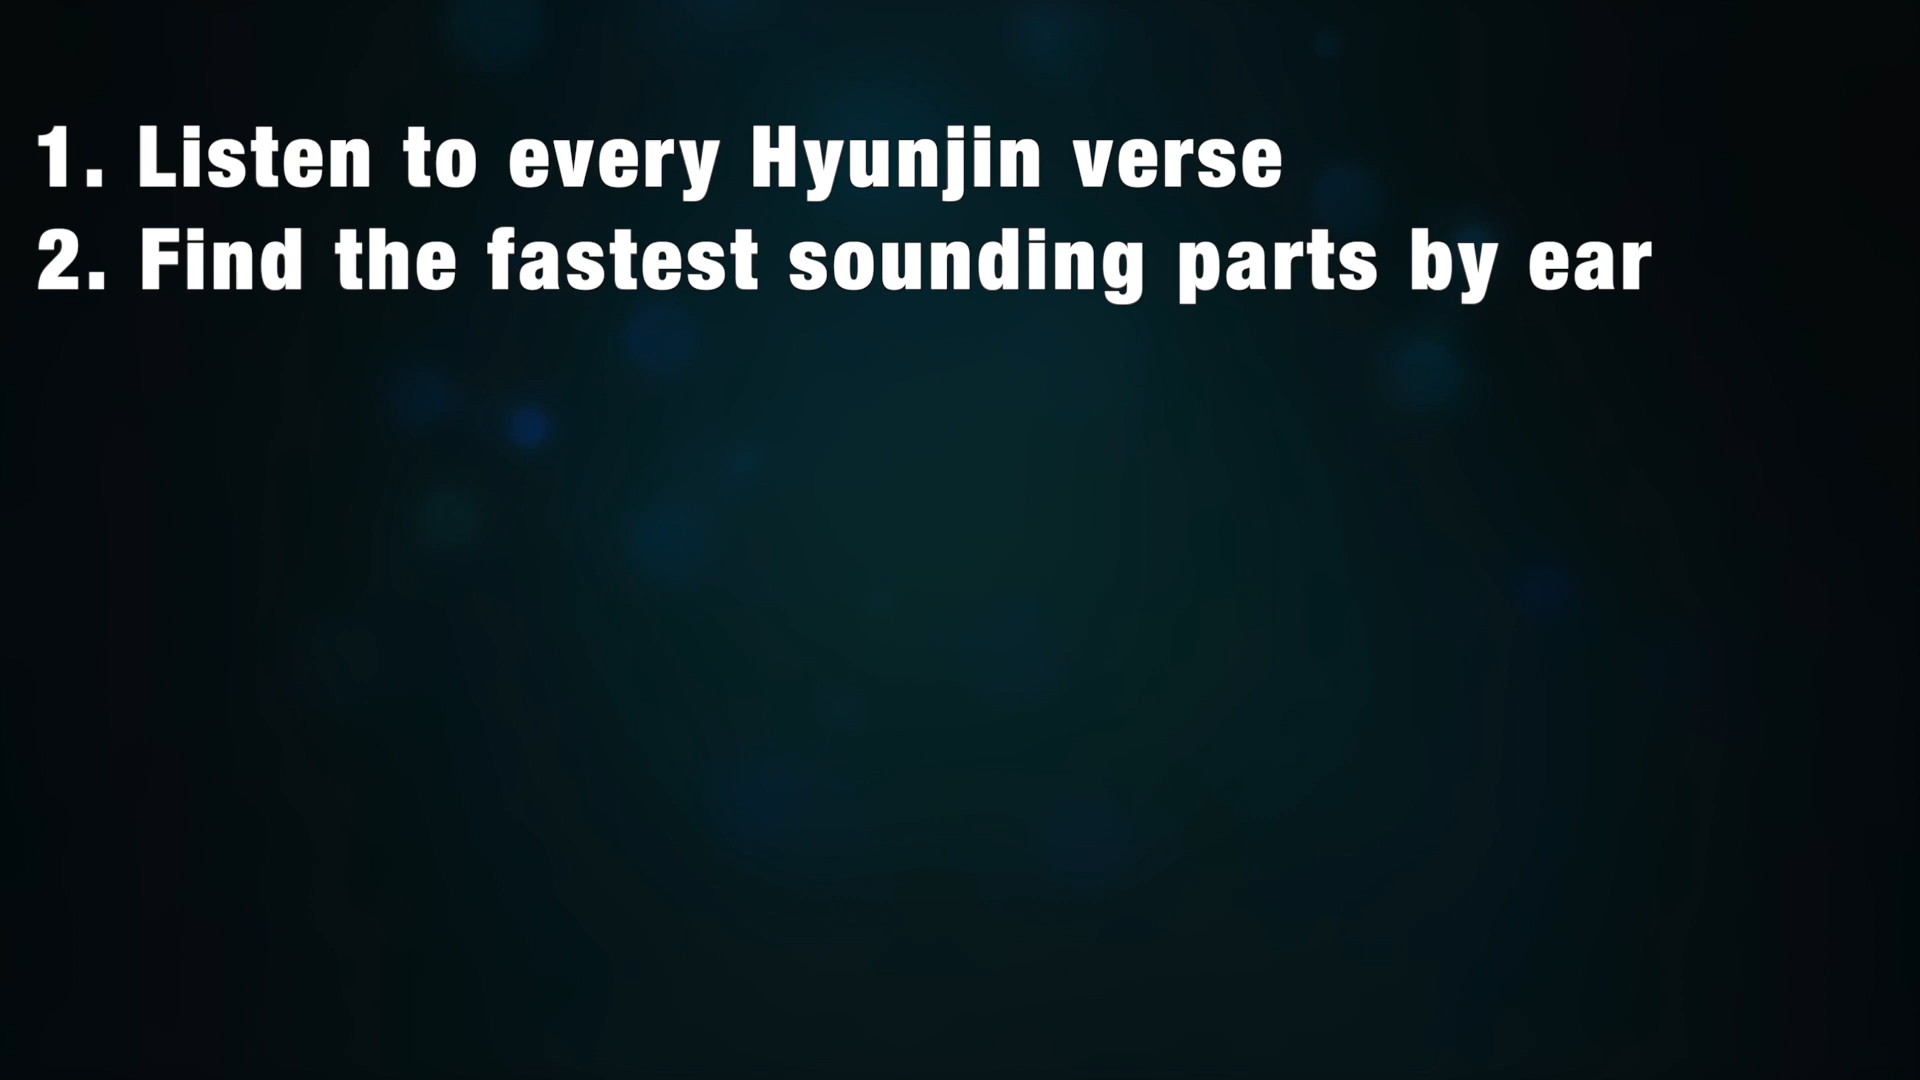 1. Listen to every Hyunjin verse
2. Find the fastest sounding parts by ear